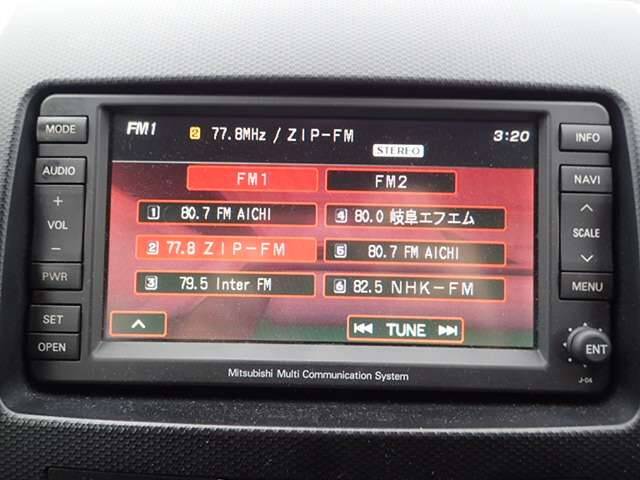 MODE
AUDIO
+
VOL
−
PWR
SET
OPEN
FM1 2 77.8MHz / ZIP-FM 3:20
STEREO
FM1 FM2
1 80.7 FM AICHI
2 77.8 ZIP-FM
3 79.5 Inter FM
4 80.0 岐阜エフエム
5 80.7 FM AICHI
6 82.5 NHK-FM
TUNE
Mitsubishi Multi Communication System
INFO
NAVI
SCALE
MENU
ENT
J-04